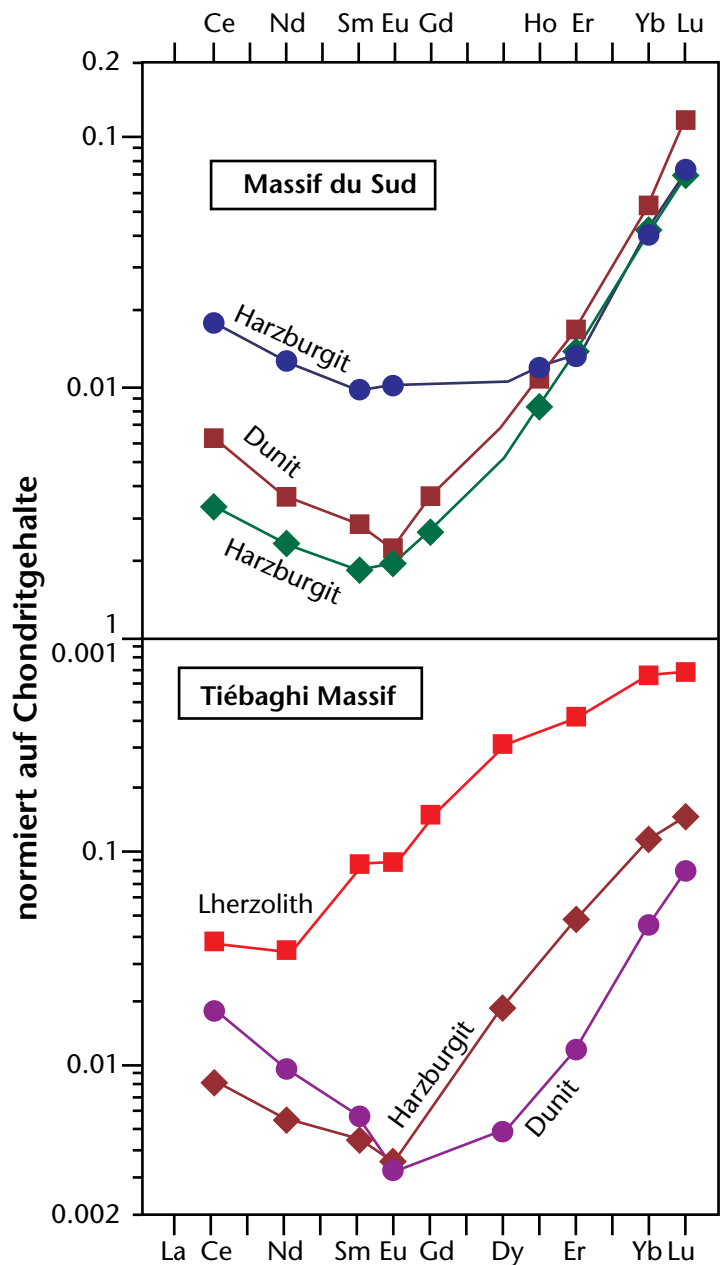 Ce Nd Sm Eu Gd Ho Er Yb Lu
0.2
0.1
Massif du Sud
Harzburgit
0.01
Dunit
Harzburgit
1
0.001
normiert auf Chondritgehalte
Tiébaghi Massif
0.1
Lherzolith
0.01
Harzburgit
Dunit
0.002
La Ce Nd Sm Eu Gd Dy Er Yb Lu